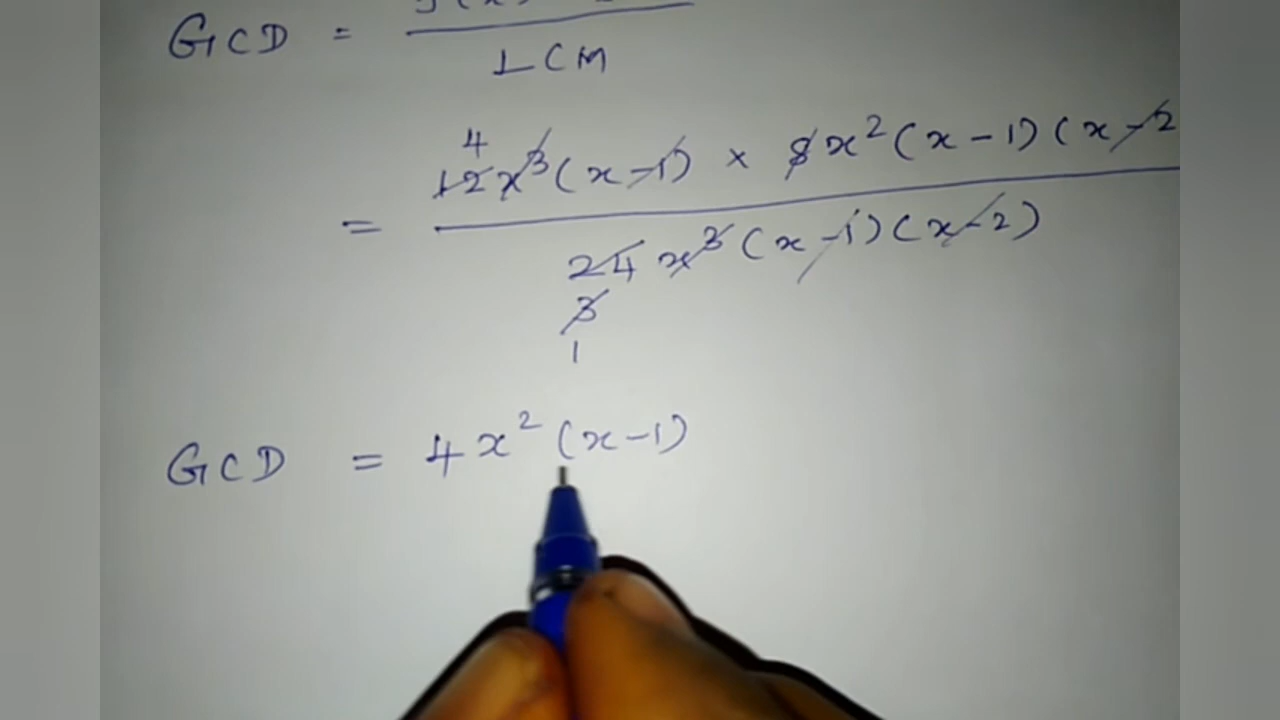 GCD =
LCM
4
= 12x³(x-1) × 8x²(x-1)(x-2
24x³(x-1)(x-2)
3
1
GCD = 4x²(x-1)